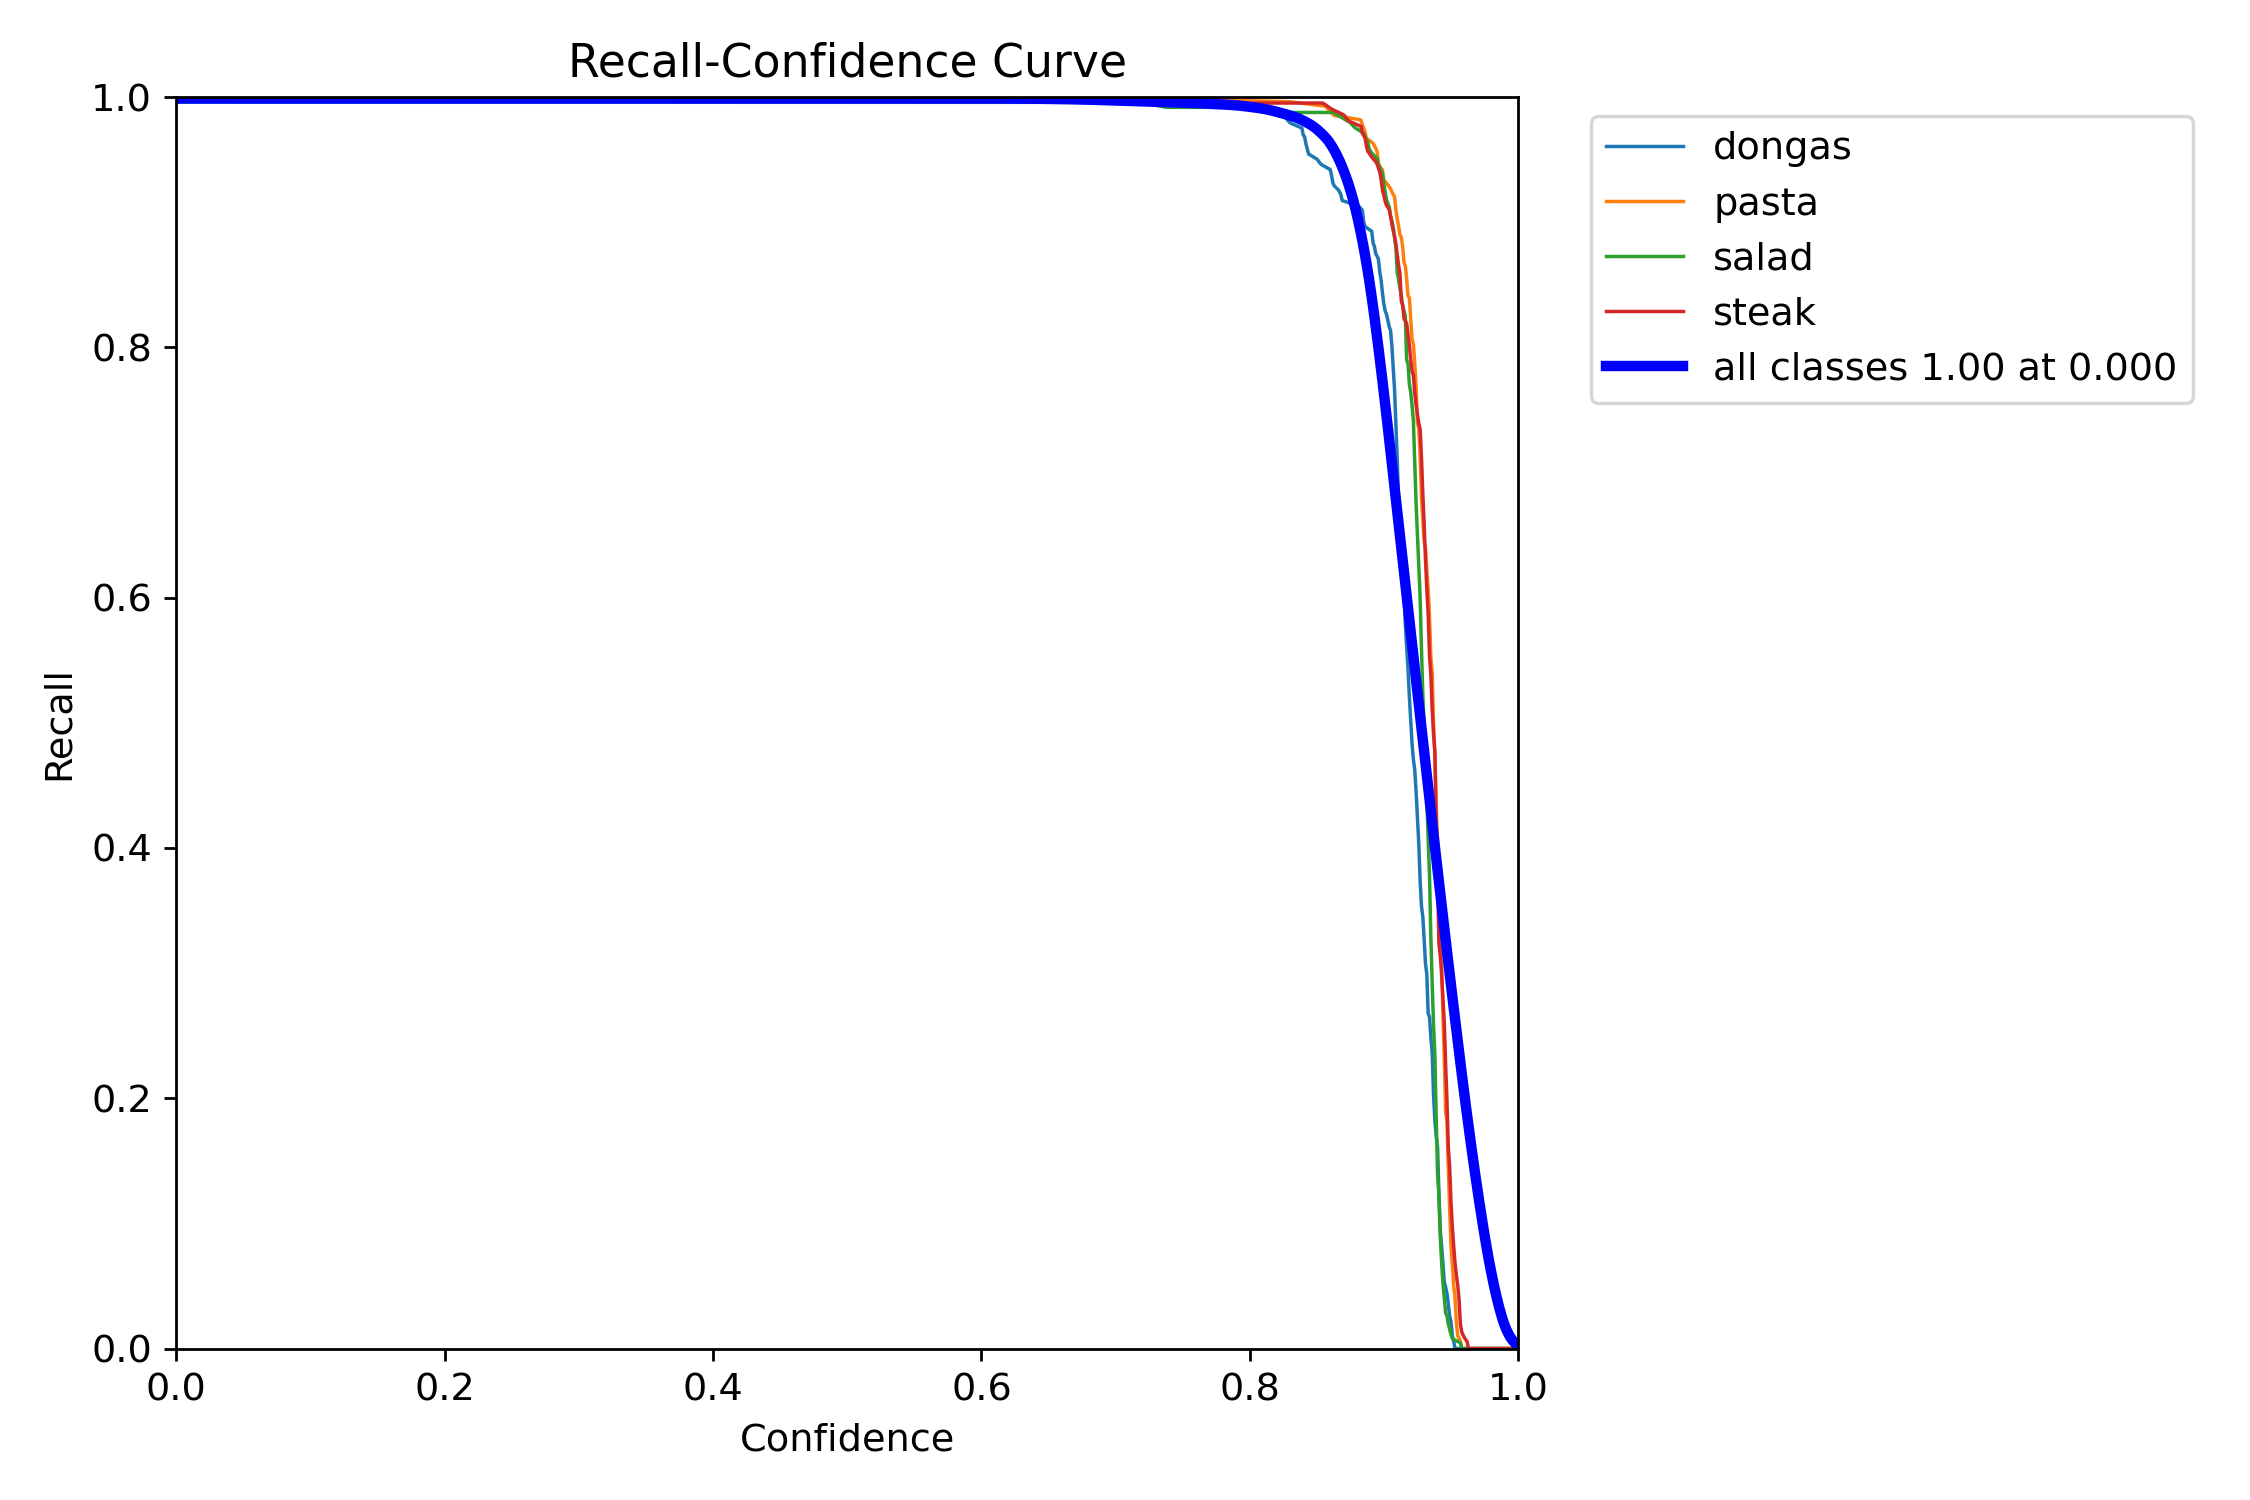 Recall-Confidence Curve
1.0
0.8
0.6
0.4
0.2
0.0
Recall
0.0 0.2 0.4 0.6 0.8 1.0
Confidence
dongas
pasta
salad
steak
all classes 1.00 at 0.000